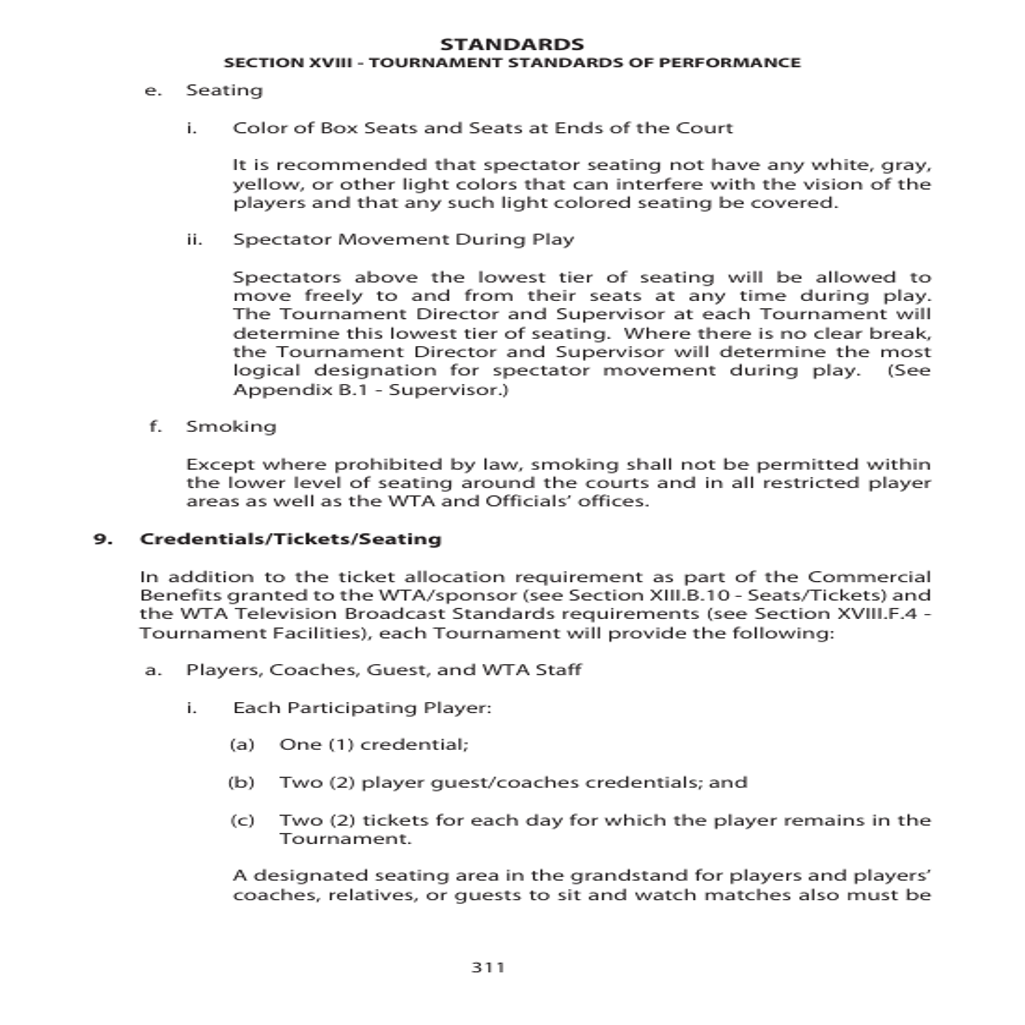 STANDARDS
SECTION XVIII - TOURNAMENT STANDARDS OF PERFORMANCE
e. Seating
i. Color of Box Seats and Seats at Ends of the Court
It is recommended that spectator seating not have any white, gray,
yellow, or other light colors that can interfere with the vision of the
players and that any such light colored seating be covered.
ii. Spectator Movement During Play
Spectators above the lowest tier of seating will be allowed to
move freely to and from their seats at any time during play.
The Tournament Director and Supervisor at each Tournament will
determine this lowest tier of seating. Where there is no clear break,
the Tournament Director and Supervisor will determine the most
logical designation for spectator movement during play. (See
Appendix B.1 - Supervisor.)
f. Smoking
Except where prohibited by law, smoking shall not be permitted within
the lower level of seating around the courts and in all restricted player
areas as well as the WTA and Officials’ offices.
9. Credentials/Tickets/Seating
In addition to the ticket allocation requirement as part of the Commercial
Benefits granted to the WTA/sponsor (see Section XIII.B.10 - Seats/Tickets) and
the WTA Television Broadcast Standards requirements (see Section XVIII.F.4 -
Tournament Facilities), each Tournament will provide the following:
a. Players, Coaches, Guest, and WTA Staff
i. Each Participating Player:
(a) One (1) credential;
(b) Two (2) player guest/coaches credentials; and
(c) Two (2) tickets for each day for which the player remains in the
Tournament.
A designated seating area in the grandstand for players and players’
coaches, relatives, or guests to sit and watch matches also must be
311